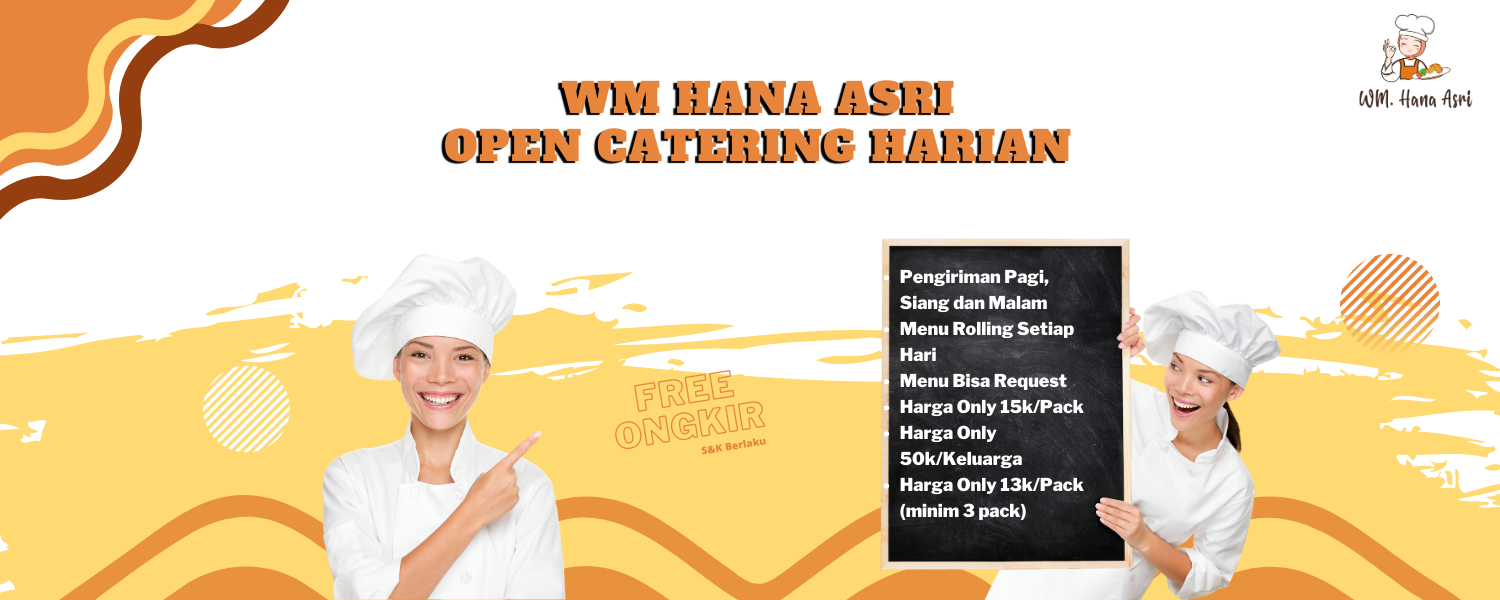 WM. Hana Asri
WM HANA ASRI
OPEN CATERING HARIAN
FREE
ONGKIR
S&K Berlaku
Pengiriman Pagi,
Siang dan Malam
Menu Rolling Setiap
Hari
Menu Bisa Request
Harga Only 15k/Pack
Harga Only
50k/Keluarga
Harga Only 13k/Pack
(minim 3 pack)